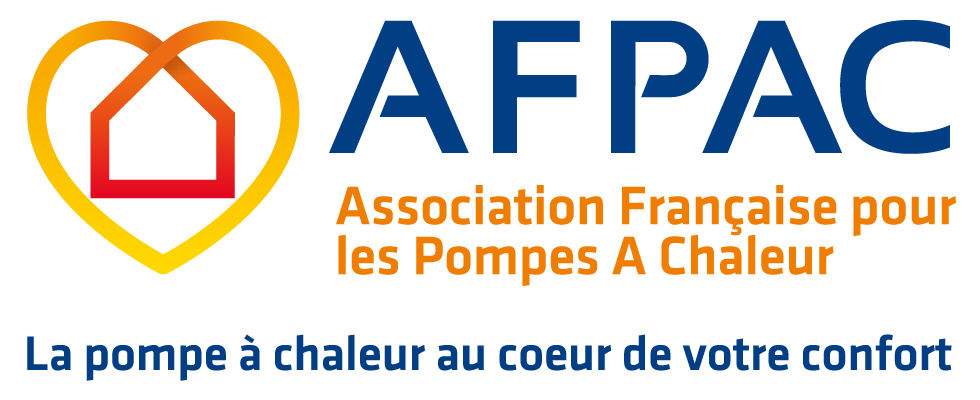 AFPAC
Association Française pour
les Pompes A Chaleur
La pompe à chaleur au coeur de votre confort